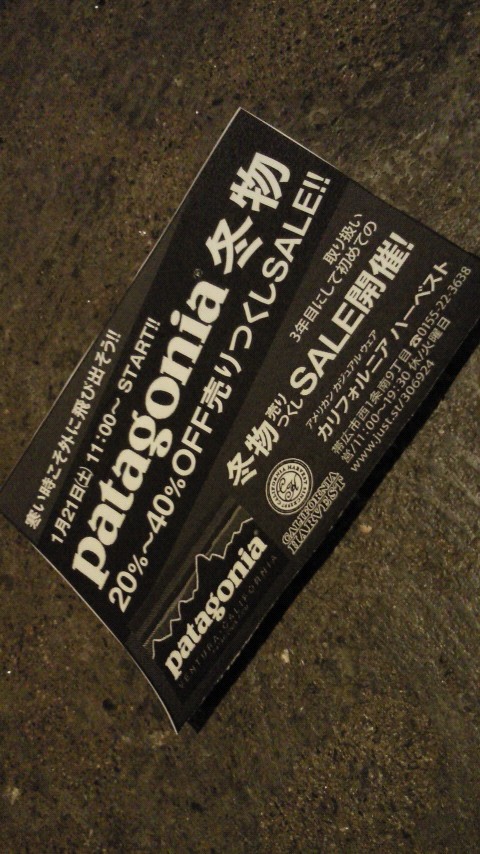 寒い時こそ外に飛び出そう!!
1月21日(土) 11:00〜 START!!
patagonia® 冬物
20%〜40%OFF売りつくしSALE!!
取り扱い
3年目にして初めての
冬物売りつくしSALE開催!
アメリカンカジュアルウェア
カリフォルニア ハーベスト
帯広市西1条南9丁目 ☎0155-22-3638
営/11:00〜19:30 休/火曜日
www.just.st/306924
CALIFORNIA HARVEST
CALIFORNIA
HARVEST
patagonia
VENTURA, CALIFORNIA